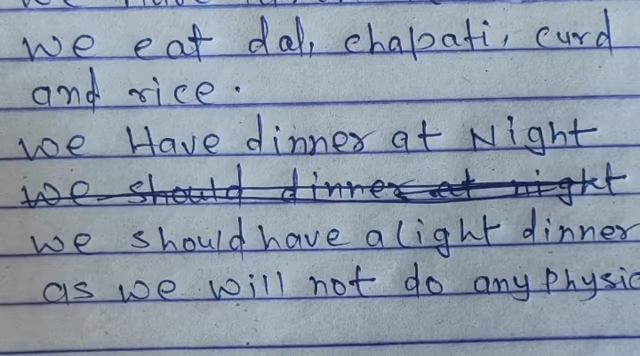 we eat dal, chapati, curd
and rice.
we Have dinner at Night
we should dinner at night
we should have a light dinner
as we will not do any physic